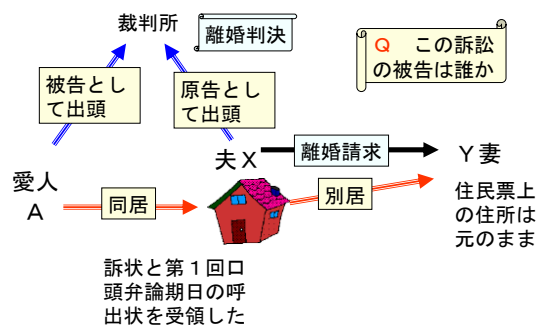 裁判所
離婚判決
Q　この訴訟
の被告は誰か
被告とし
て出頭
原告とし
て出頭
夫X
離婚請求
Y妻
愛人
A
同居
別居
住民票上
の住所は
元のまま
訴状と第１回口
頭弁論期日の呼
出状を受領した